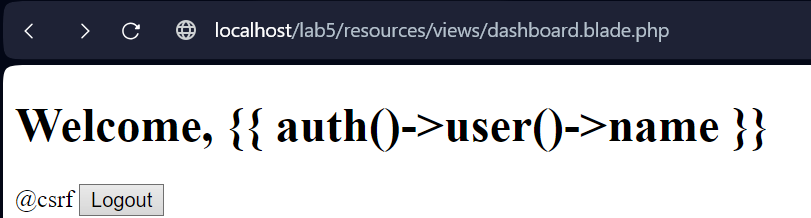 localhost/lab5/resources/views/dashboard.blade.php
Welcome, {{ auth()->user()->name }}
@csrf Logout